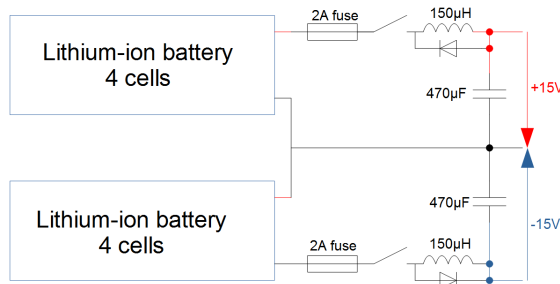 2A fuse
150µH
Lithium-ion battery
4 cells
470µF
+15V
Lithium-ion battery
4 cells
470µF
-15V
2A fuse
150µH